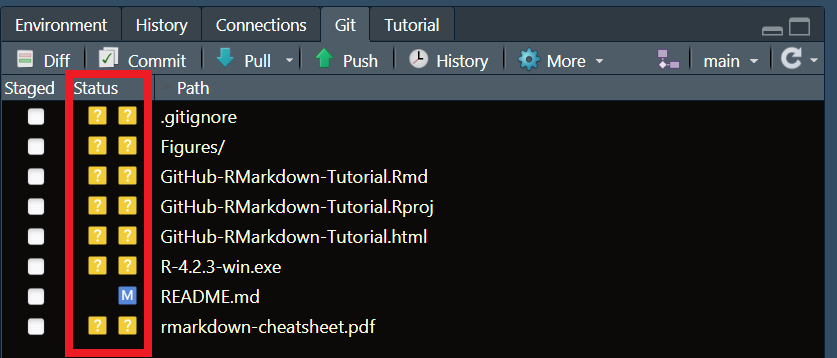 Environment History Connections Git Tutorial
Diff Commit Pull Push History More main
Staged Status Path
? ? .gitignore
? ? Figures/
? ? GitHub-RMarkdown-Tutorial.Rmd
? ? GitHub-RMarkdown-Tutorial.Rproj
? ? GitHub-RMarkdown-Tutorial.html
? ? R-4.2.3-win.exe
M README.md
? ? rmarkdown-cheatsheet.pdf